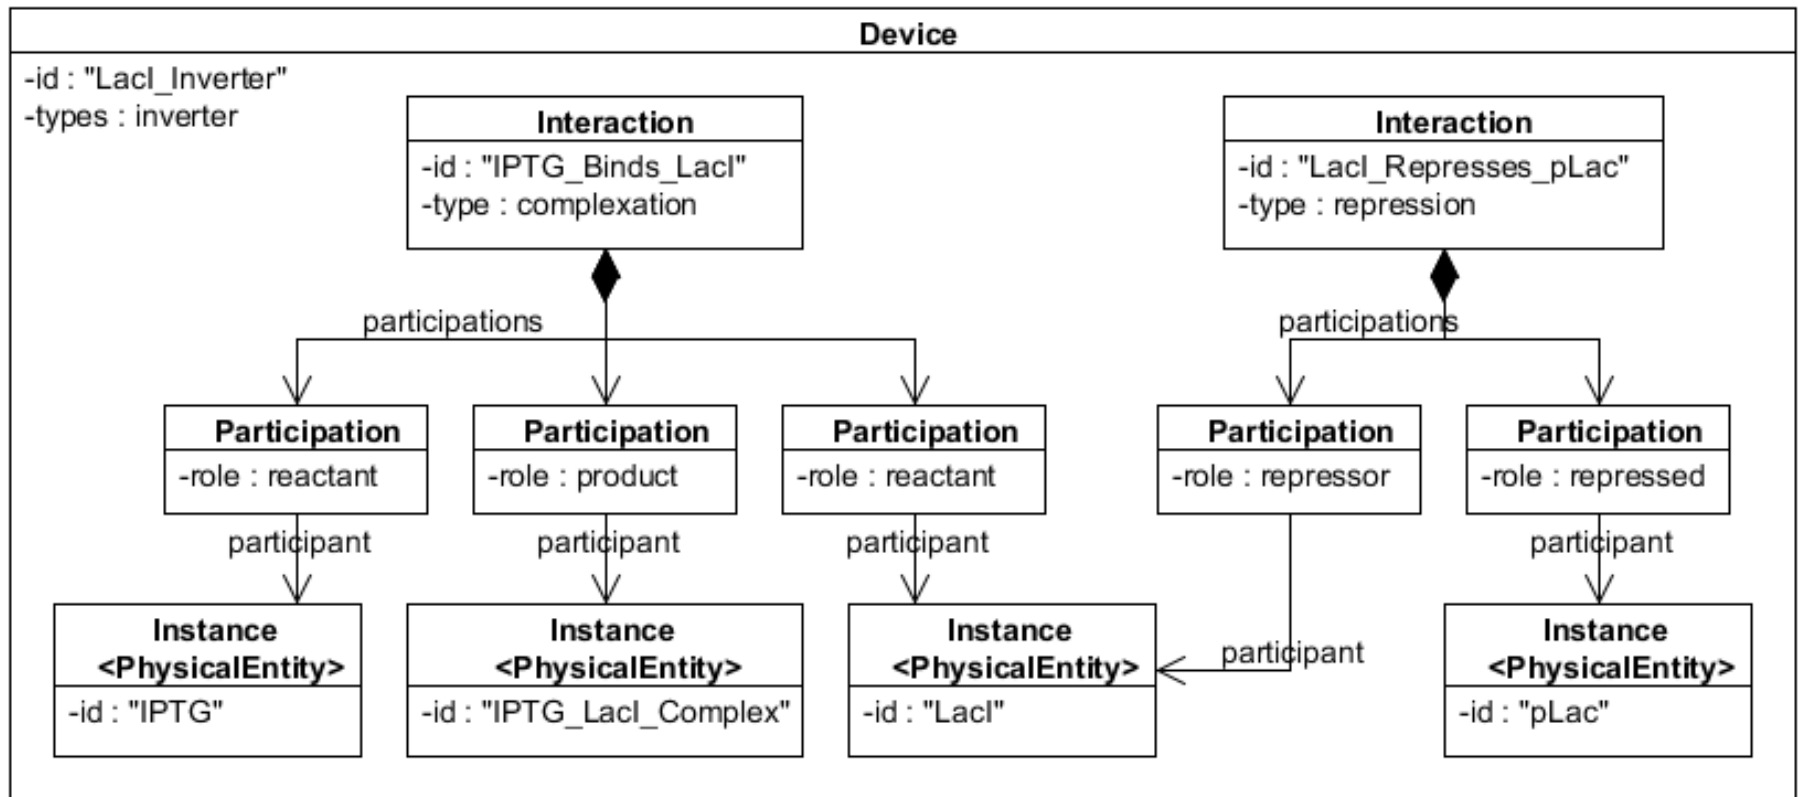 Device
-id : "LacI_Inverter"
-types : inverter
Interaction
-id : "IPTG_Binds_LacI"
-type : complexation
Interaction
-id : "LacI_Represses_pLac"
-type : repression
participations
participations
Participation
-role : reactant
Participation
-role : product
Participation
-role : reactant
Participation
-role : repressor
Participation
-role : repressed
participant
participant
participant
participant
participant
Instance
<PhysicalEntity>
-id : "IPTG"
Instance
<PhysicalEntity>
-id : "IPTG_LacI_Complex"
Instance
<PhysicalEntity>
-id : "LacI"
Instance
<PhysicalEntity>
-id : "pLac"